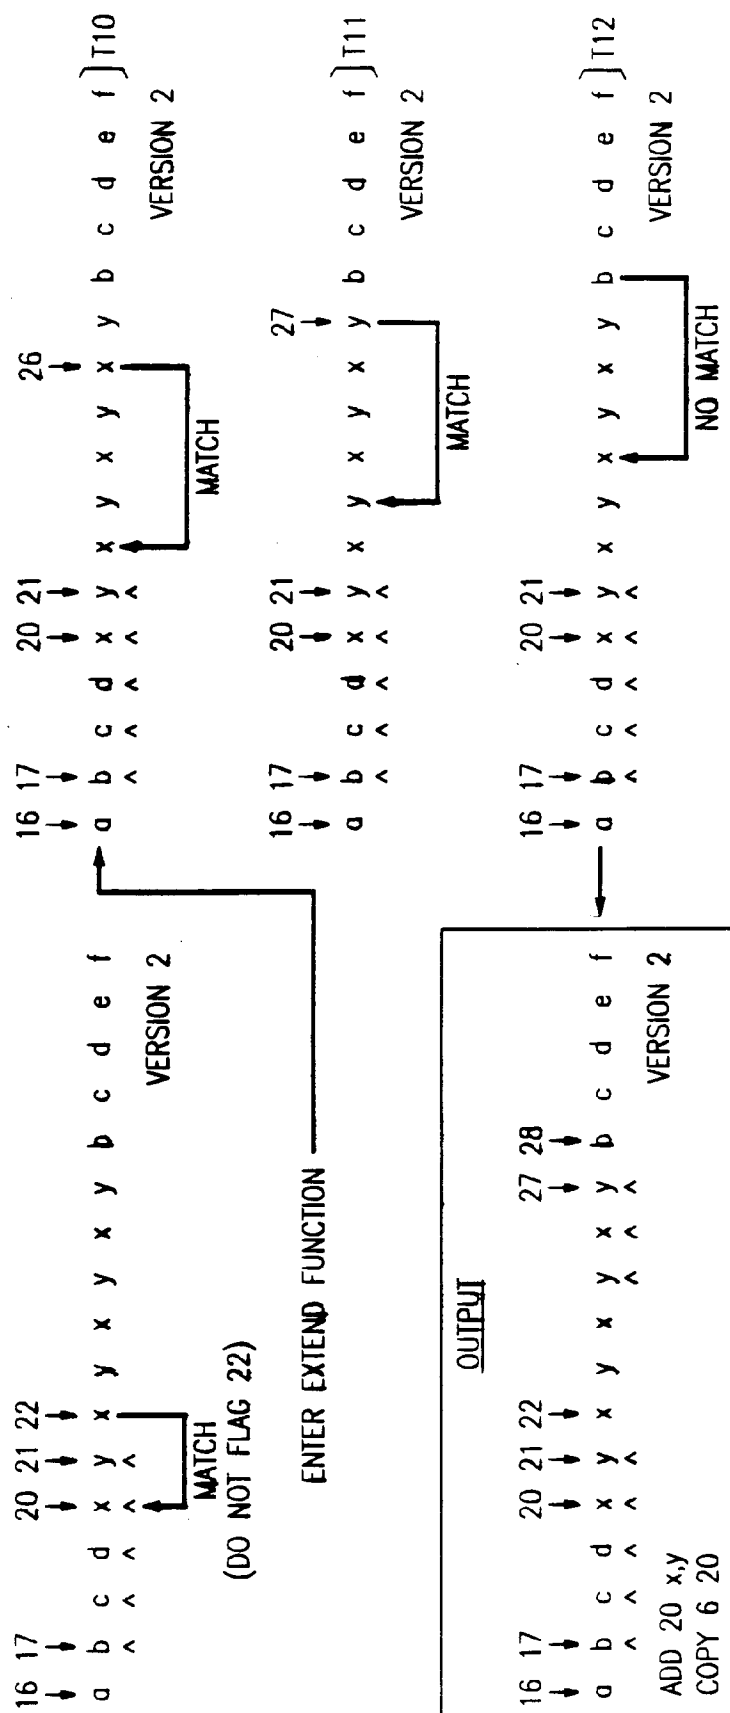 16 17 20 21 22
a b c d x y x y x y x y b c d e f
^ ^ ^ ^ ^
MATCH
(DO NOT FLAG 22)
VERSION 2
ENTER EXTEND FUNCTION
16 17 20 21 26
a b c d x y x y x y x y b c d e f }T10
^ ^ ^ ^ ^
MATCH
VERSION 2
16 17 20 21 27
a b c d x y x y x y x y b c d e f }T11
^ ^ ^ ^ ^
MATCH
VERSION 2
16 17 20 21
a b c d x y x y x y x y b c d e f }T12
^ ^ ^ ^ ^
NO MATCH
VERSION 2
OUTPUT
16 17 20 21 22 27 28
a b c d x y x y x y x y b c d e f
^ ^ ^ ^ ^ ^ ^ ^
VERSION 2
ADD 20 x,y
COPY 6 20